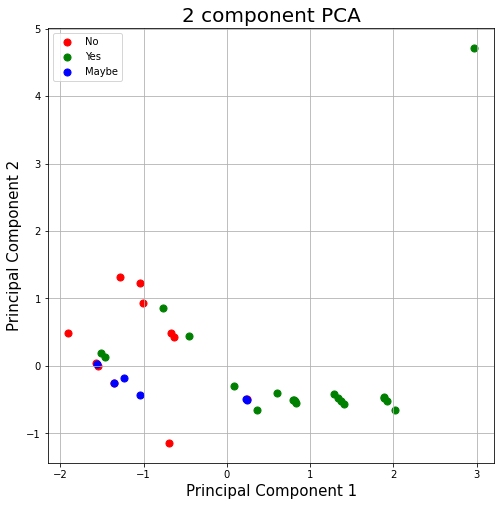 2 component PCA
No
Yes
Maybe
5
4
3
2
1
0
−1
Principal Component 2
−2
−1
0
1
2
3
Principal Component 1